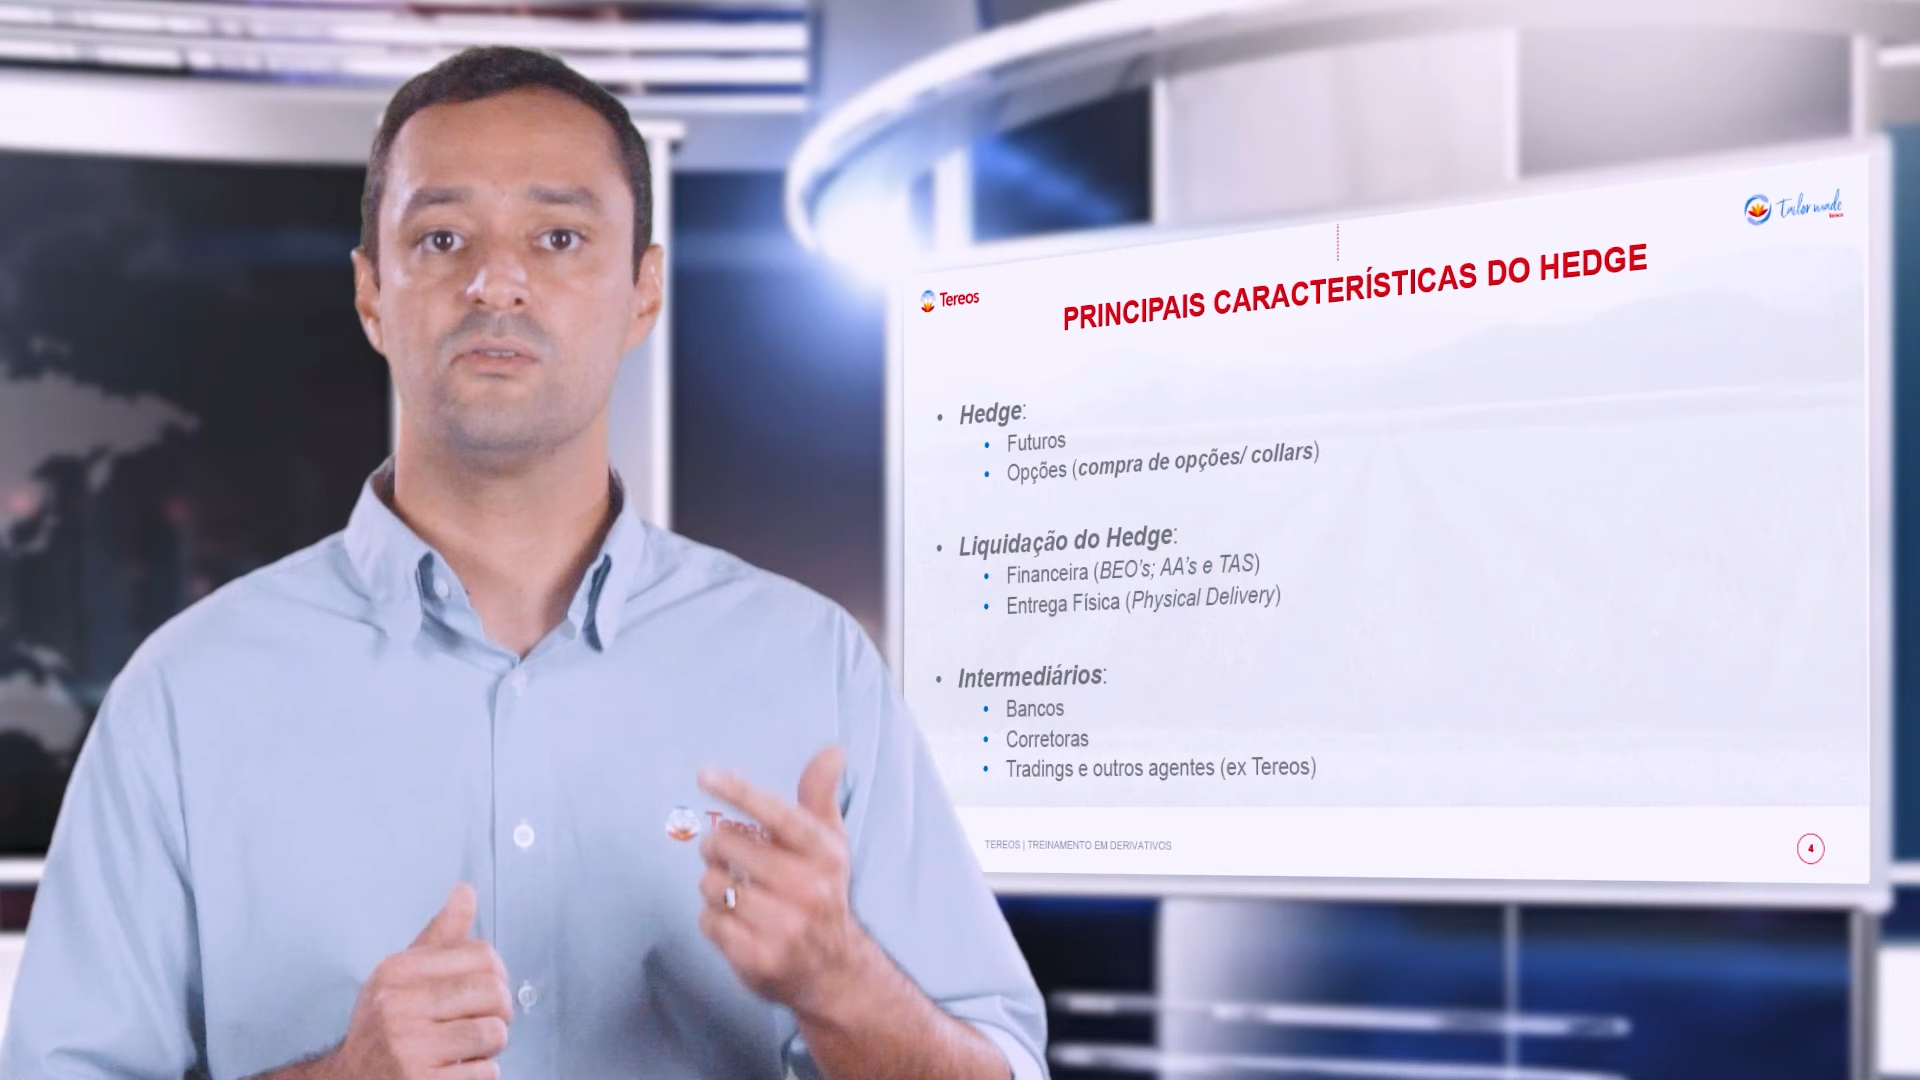 Tailor made
Tereos
Tereos
PRINCIPAIS CARACTERÍSTICAS DO HEDGE
• Hedge:
• Futuros
• Opções (compra de opções/ collars)
• Liquidação do Hedge:
• Financeira (BEO's; AA's e TAS)
• Entrega Física (Physical Delivery)
• Intermediários:
• Bancos
• Corretoras
• Tradings e outros agentes (ex Tereos)
TEREOS | TREINAMENTO EM DERIVATIVOS
4